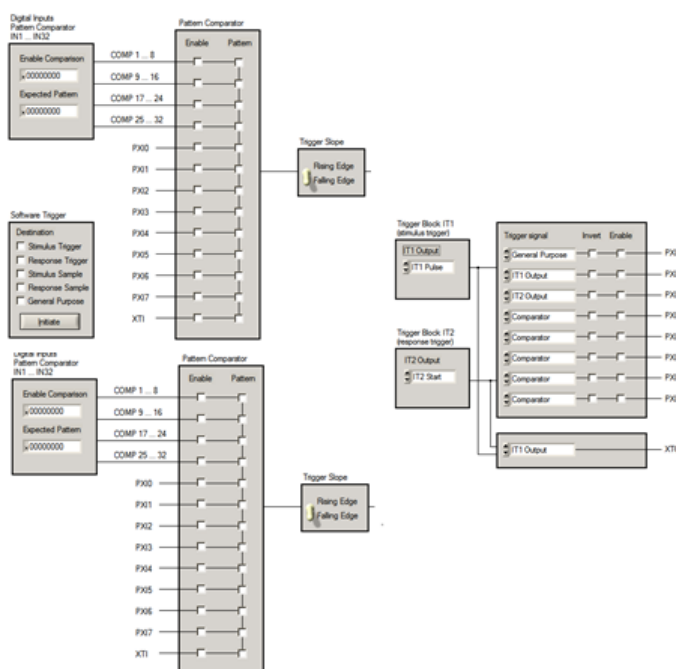 Digital Inputs
Pattern Comparator
IN1 ... IN32
Enable Comparison
x00000000
Expected Pattern
x00000000
COMP 1 ... 8
COMP 9 ... 16
COMP 17 ... 24
COMP 25 ... 32
PXI0
PXI1
PXI2
PXI3
PXI4
PXI5
PXI6
PXI7
XTI
Pattern Comparator
Enable Pattern
Trigger Slope
Rising Edge
Falling Edge
Software Trigger
Destination
Stimulus Trigger
Response Trigger
Stimulus Sample
Response Sample
General Purpose
Initiate
Digital Inputs
Pattern Comparator
IN1 ... IN32
Enable Comparison
x00000000
Expected Pattern
x00000000
COMP 1 ... 8
COMP 9 ... 16
COMP 17 ... 24
COMP 25 ... 32
PXI0
PXI1
PXI2
PXI3
PXI4
PXI5
PXI6
PXI7
XTI
Pattern Comparator
Enable Pattern
Trigger Slope
Rising Edge
Falling Edge
Trigger Block IT1
(stimulus trigger)
IT1 Output
IT1 Pulse
Trigger Block IT2
(response trigger)
IT2 Output
IT2 Start
Trigger signal Invert Enable
General Purpose
IT1 Output
IT2 Output
Comparator
Comparator
Comparator
Comparator
Comparator
IT1 Output
PXI
PXI
PXI
PXI
PXI
PXI
PXI
PXI
XTI